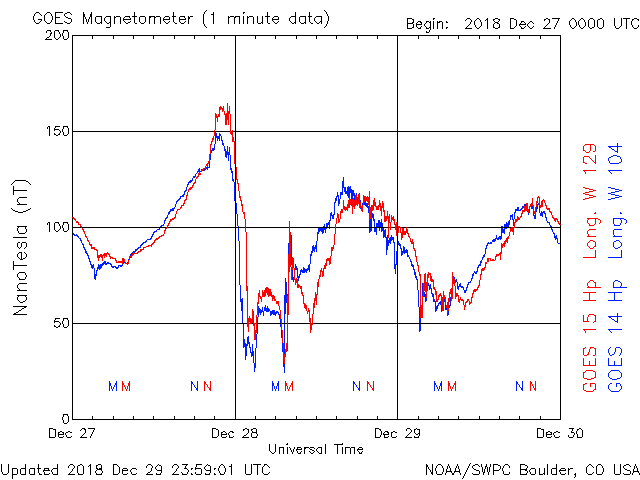 GOES Magnetometer (1 minute data)
Begin: 2018 Dec 27 0000 UTC
200
150
100
50
0
NanoTesla (nT)
M M N N M M N N M M N N
Dec 27 Dec 28 Dec 29 Dec 30
Universal Time
GOES 15 Hp Long. W 129
GOES 14 Hp Long. W 104
Updated 2018 Dec 29 23:59:01 UTC
NOAA/SWPC Boulder, CO USA